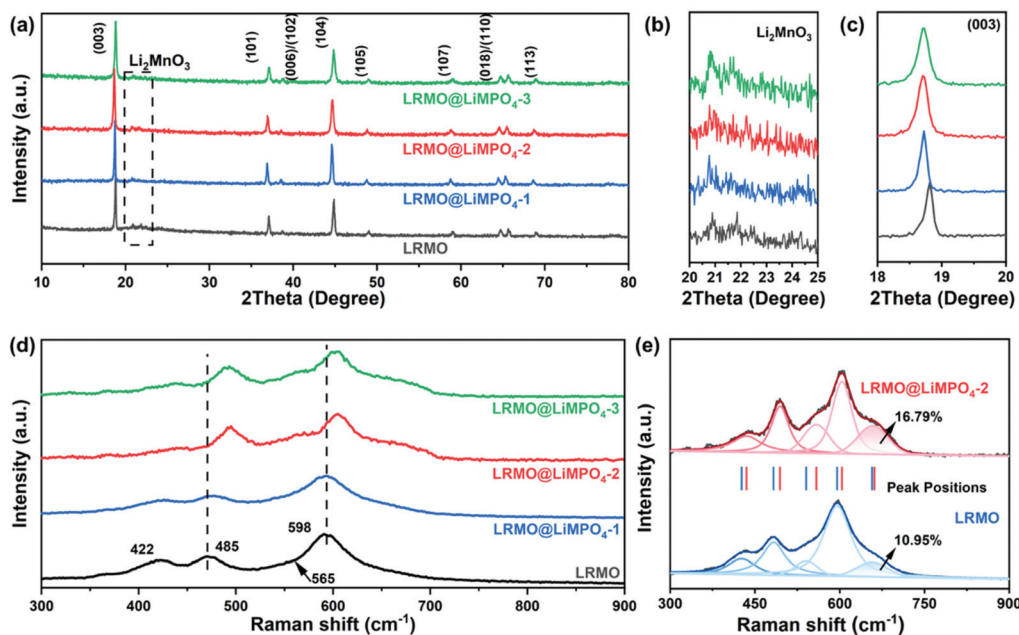 (a)
(003)
Li₂MnO₃
(101)
(006)/(102)
(104)
(105)
(107)
(018)/(110)
(113)
LRMO@LiMPO₄-3
LRMO@LiMPO₄-2
LRMO@LiMPO₄-1
LRMO
Intensity (a.u.)
10 20 30 40 50 60 70 80
2Theta (Degree)
(b)
Li₂MnO₃
20 21 22 23 24 25
2Theta (Degree)
(c)
(003)
18 19 20
2Theta (Degree)
(d)
LRMO@LiMPO₄-3
LRMO@LiMPO₄-2
LRMO@LiMPO₄-1
422
485
598
565
LRMO
Intensity (a.u.)
300 400 500 600 700 800 900
Raman shift (cm⁻¹)
(e)
LRMO@LiMPO₄-2
16.79%
Peak Positions
LRMO
10.95%
Intensity (a.u.)
300 450 600 750 900
Raman shift (cm⁻¹)